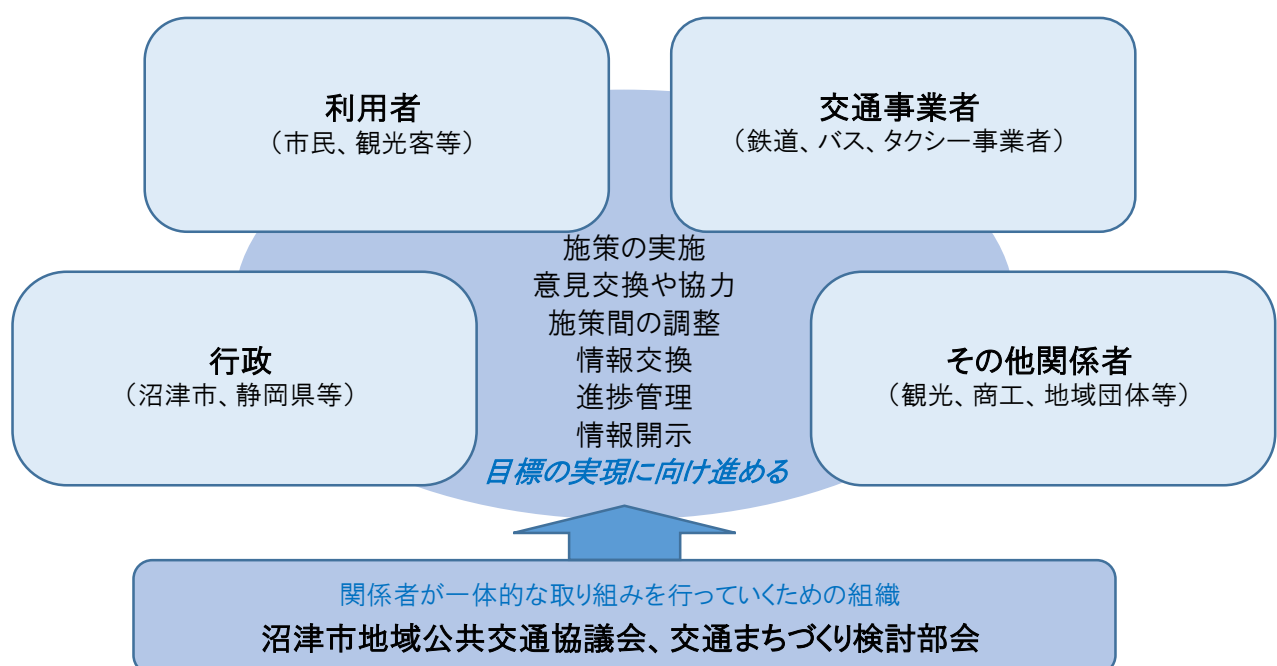 利用者
（市民、観光客等）
交通事業者
（鉄道、バス、タクシー事業者）
施策の実施
意見交換や協力
施策間の調整
情報交換
進捗管理
情報開示
目標の実現に向け進める
行政
（沼津市、静岡県等）
その他関係者
（観光、商工、地域団体等）
関係者が一体的な取り組みを行っていくための組織
沼津市地域公共交通協議会、交通まちづくり検討部会